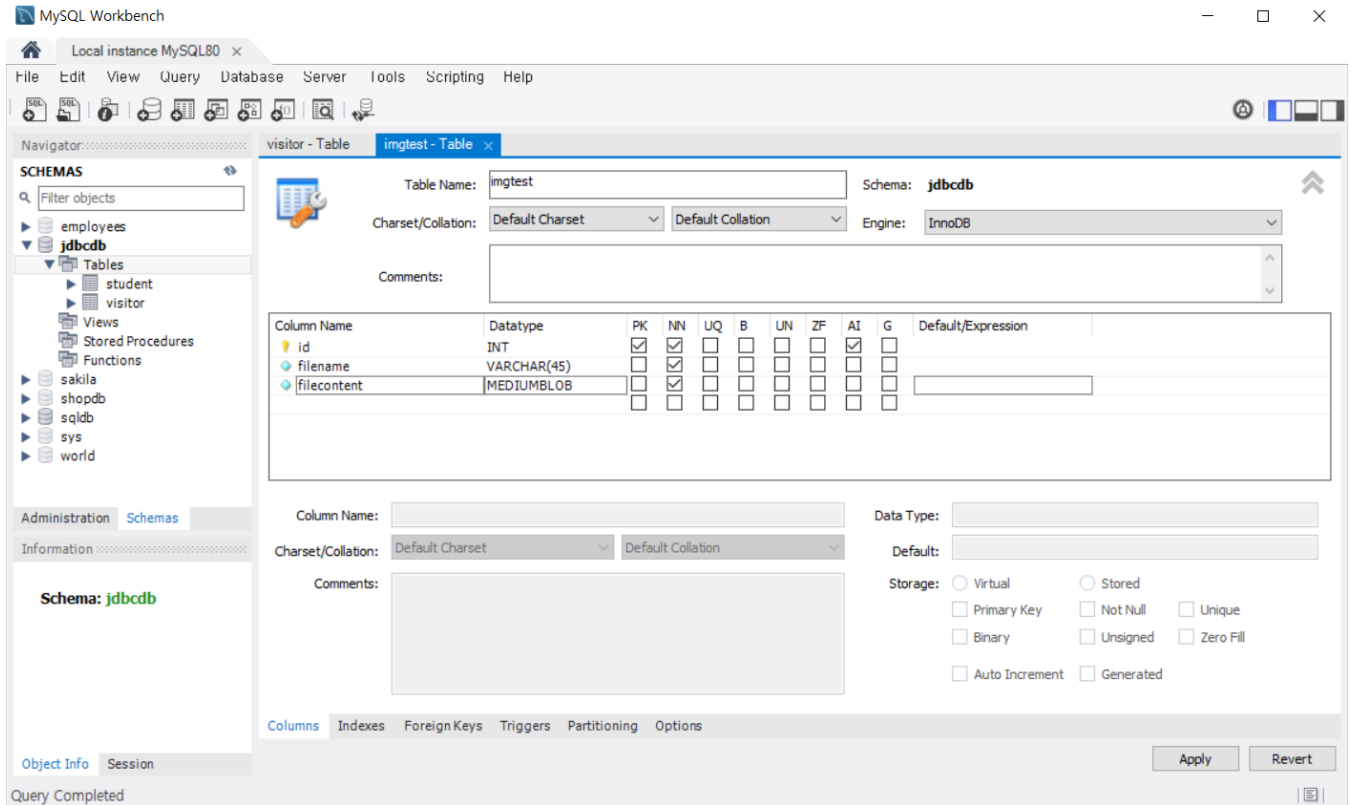 MySQL Workbench
Local instance MySQL80
File Edit View Query Database Server Tools Scripting Help
Navigator
SCHEMAS
Filter objects
employees
jdbcdb
Tables
student
visitor
Views
Stored Procedures
Functions
sakila
shopdb
sqldb
sys
world
Administration Schemas
Information
Schema: jdbcdb
Object Info Session
Query Completed
visitor - Table imgtest - Table
Table Name: imgtest Schema: jdbcdb
Charset/Collation: Default Charset Default Collation Engine: InnoDB
Comments:
Column Name Datatype PK NN UQ B UN ZF AI G Default/Expression
id INT
filename VARCHAR(45)
filecontent MEDIUMBLOB
Column Name: Data Type:
Charset/Collation: Default Charset Default Collation Default:
Comments: Storage: Virtual Stored
Primary Key Not Null Unique
Binary Unsigned Zero Fill
Auto Increment Generated
Columns Indexes Foreign Keys Triggers Partitioning Options
Apply Revert